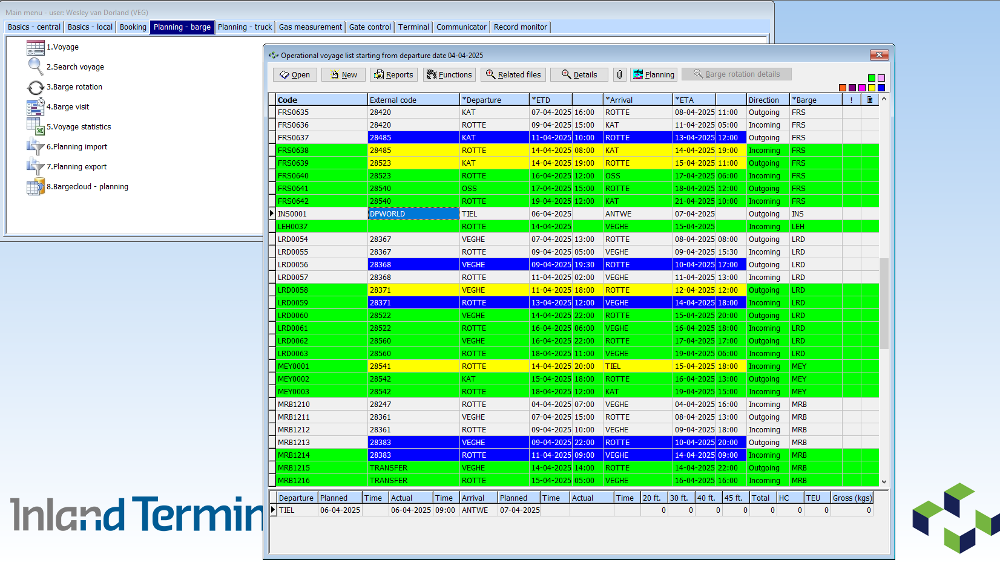 Main menu - user: Wesley van Dorland (VEG)
Basics - central Basics - local Booking Planning - barge Planning - truck Gas measurement Gate control Terminal Communicator Record monitor
1.Voyage
2.Search voyage
3.Barge rotation
4.Barge visit
5.Voyage statistics
6.Planning import
7.Planning export
8.Bargecloud - planning
Operational voyage list starting from departure date 04-04-2025
Open New Reports Functions Related files Details Planning Barge rotation details
Code External code *Departure *ETD *Arrival *ETA Direction *Barge !
FRS0635 28420 KAT 07-04-2025 16:00 ROTTE 08-04-2025 11:00 Outgoing FRS
FRS0636 28420 ROTTE 09-04-2025 15:00 KAT 11-04-2025 05:00 Incoming FRS
FRS0637 28485 KAT 11-04-2025 10:00 ROTTE 13-04-2025 12:00 Outgoing FRS
FRS0638 28485 ROTTE 14-04-2025 08:00 KAT 14-04-2025 19:00 Incoming FRS
FRS0639 28523 KAT 14-04-2025 19:00 ROTTE 15-04-2025 11:00 Outgoing FRS
FRS0640 28523 ROTTE 16-04-2025 12:00 OSS 17-04-2025 06:00 Incoming FRS
FRS0641 28540 OSS 17-04-2025 15:00 ROTTE 18-04-2025 12:00 Outgoing FRS
FRS0642 28540 ROTTE 19-04-2025 12:00 KAT 21-04-2025 10:00 Incoming FRS
INS0001 DPWORLD TIEL 06-04-2025 ANTWE 07-04-2025 Outgoing INS
LEH0037 ROTTE 14-04-2025 VEGHE 15-04-2025 Incoming LEH
LRD0054 28367 VEGHE 07-04-2025 13:00 ROTTE 08-04-2025 08:00 Outgoing LRD
LRD0055 28367 ROTTE 09-04-2025 05:00 VEGHE 09-04-2025 15:30 Incoming LRD
LRD0056 28368 VEGHE 09-04-2025 19:30 ROTTE 10-04-2025 17:00 Outgoing LRD
LRD0057 28368 ROTTE 11-04-2025 02:00 VEGHE 11-04-2025 13:00 Incoming LRD
LRD0058 28371 VEGHE 11-04-2025 18:00 ROTTE 12-04-2025 12:00 Outgoing LRD
LRD0059 28371 ROTTE 13-04-2025 12:00 VEGHE 14-04-2025 18:00 Incoming LRD
LRD0060 28522 VEGHE 14-04-2025 22:00 ROTTE 15-04-2025 20:00 Outgoing LRD
LRD0061 28522 ROTTE 16-04-2025 06:00 VEGHE 16-04-2025 18:00 Incoming LRD
LRD0062 28560 VEGHE 16-04-2025 22:00 ROTTE 17-04-2025 17:00 Outgoing LRD
LRD0063 28560 ROTTE 18-04-2025 11:00 VEGHE 19-04-2025 06:00 Incoming LRD
MEY0001 28541 ROTTE 14-04-2025 20:00 TIEL 15-04-2025 18:00 Incoming MEY
MEY0002 28542 KAT 15-04-2025 18:00 ROTTE 16-04-2025 13:00 Outgoing MEY
MEY0003 28542 ROTTE 18-04-2025 12:00 KAT 19-04-2025 15:00 Incoming MEY
MRB1210 28247 ROTTE 04-04-2025 07:00 VEGHE 04-04-2025 16:00 Incoming MRB
MRB1211 28361 VEGHE 07-04-2025 15:00 ROTTE 08-04-2025 13:00 Outgoing MRB
MRB1212 28361 ROTTE 09-04-2025 10:00 VEGHE 09-04-2025 18:00 Incoming MRB
MRB1213 28383 VEGHE 09-04-2025 22:00 ROTTE 10-04-2025 20:00 Outgoing MRB
MRB1214 28383 ROTTE 11-04-2025 09:00 VEGHE 14-04-2025 09:00 Incoming MRB
MRB1215 TRANSFER VEGHE 14-04-2025 14:00 ROTTE 14-04-2025 22:00 Outgoing MRB
MRB1216 TRANSFER ROTTE 15-04-2025 05:00 VEGHE 16-04-2025 16:00 Incoming MRB
Departure Planned Time Actual Time Arrival Planned Time Actual Time 20 ft. 30 ft. 40 ft. 45 ft. Total HC TEU Gross (kgs)
TIEL 06-04-2025 06-04-2025 09:00 ANTWE 07-04-2025 0 0 0 0 0 0 0 0
Inland Termin